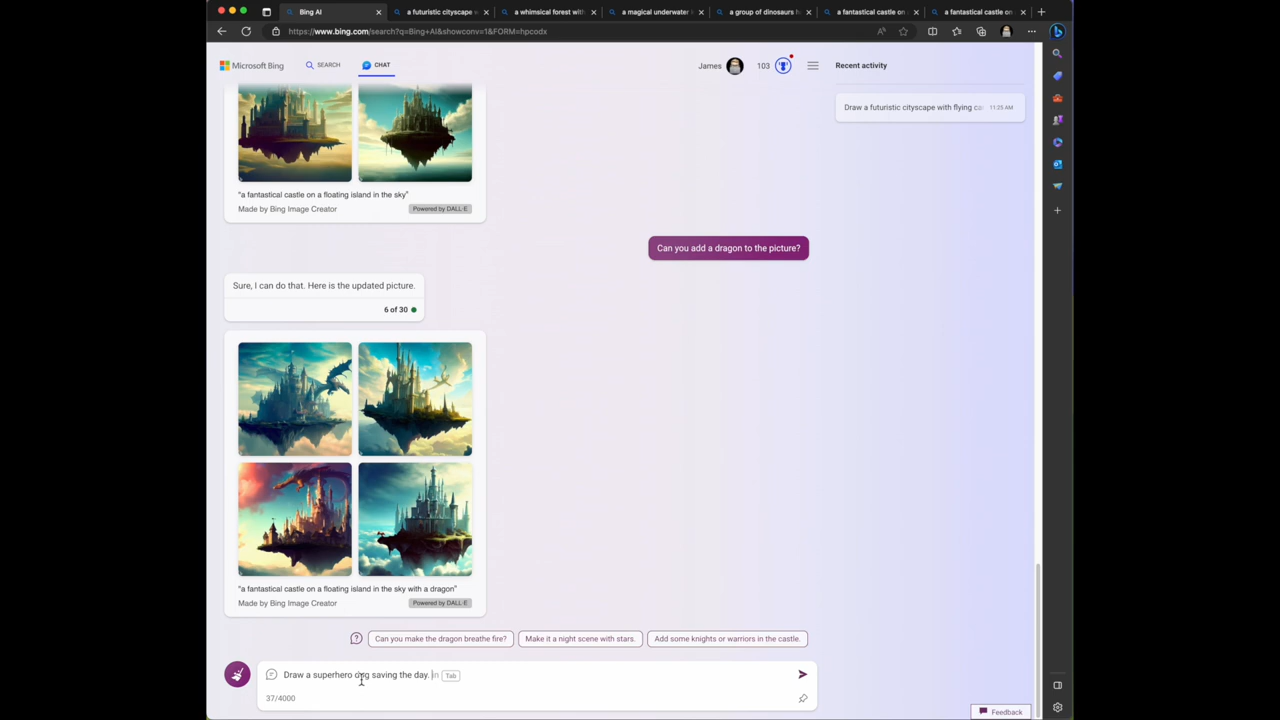 Bing AI
a futuristic cityscape w
a whimsical forest with
a magical underwater k
a group of dinosaurs h
a fantastical castle on
a fantastical castle on
https://www.bing.com/search?q=Bing+AI&showconv=1&FORM=hpcodx
Microsoft Bing
SEARCH
CHAT
James
103
Recent activity
Draw a futuristic cityscape with flying ca
11:25 AM
"a fantastical castle on a floating island in the sky"
Made by Bing Image Creator
Powered by DALL·E
Can you add a dragon to the picture?
Sure, I can do that. Here is the updated picture.
6 of 30
"a fantastical castle on a floating island in the sky with a dragon"
Made by Bing Image Creator
Powered by DALL·E
Can you make the dragon breathe fire?
Make it a night scene with stars.
Add some knights or warriors in the castle.
Draw a superhero dog saving the day. in Tab
37/4000
Feedback